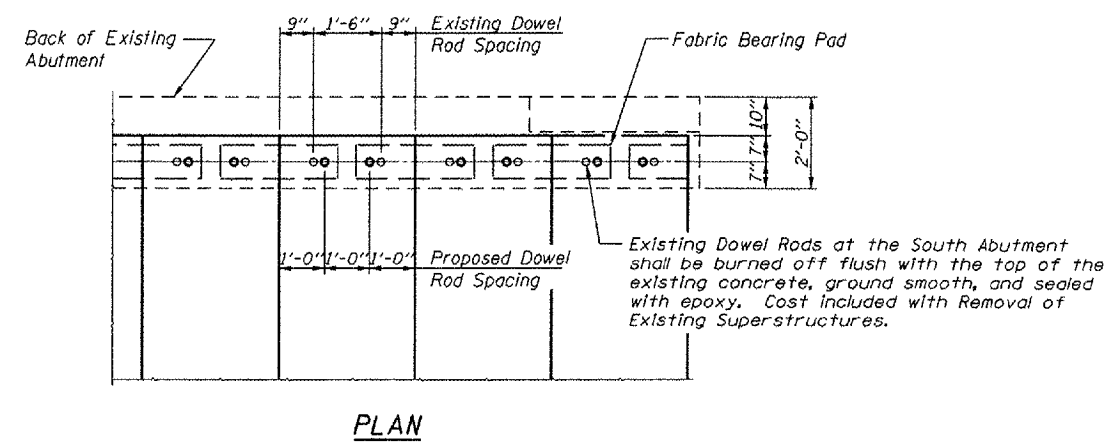 9" 1'-6" 9" Existing Dowel
Rod Spacing
Back of Existing
Abutment
Fabric Bearing Pad
10"
7"
7"
2'-0"
1'-0" 1'-0" 1'-0" Proposed Dowel
Rod Spacing
Existing Dowel Rods at the South Abutment
shall be burned off flush with the top of the
existing concrete, ground smooth, and sealed
with epoxy. Cost included with Removal of
Existing Superstructures.
PLAN